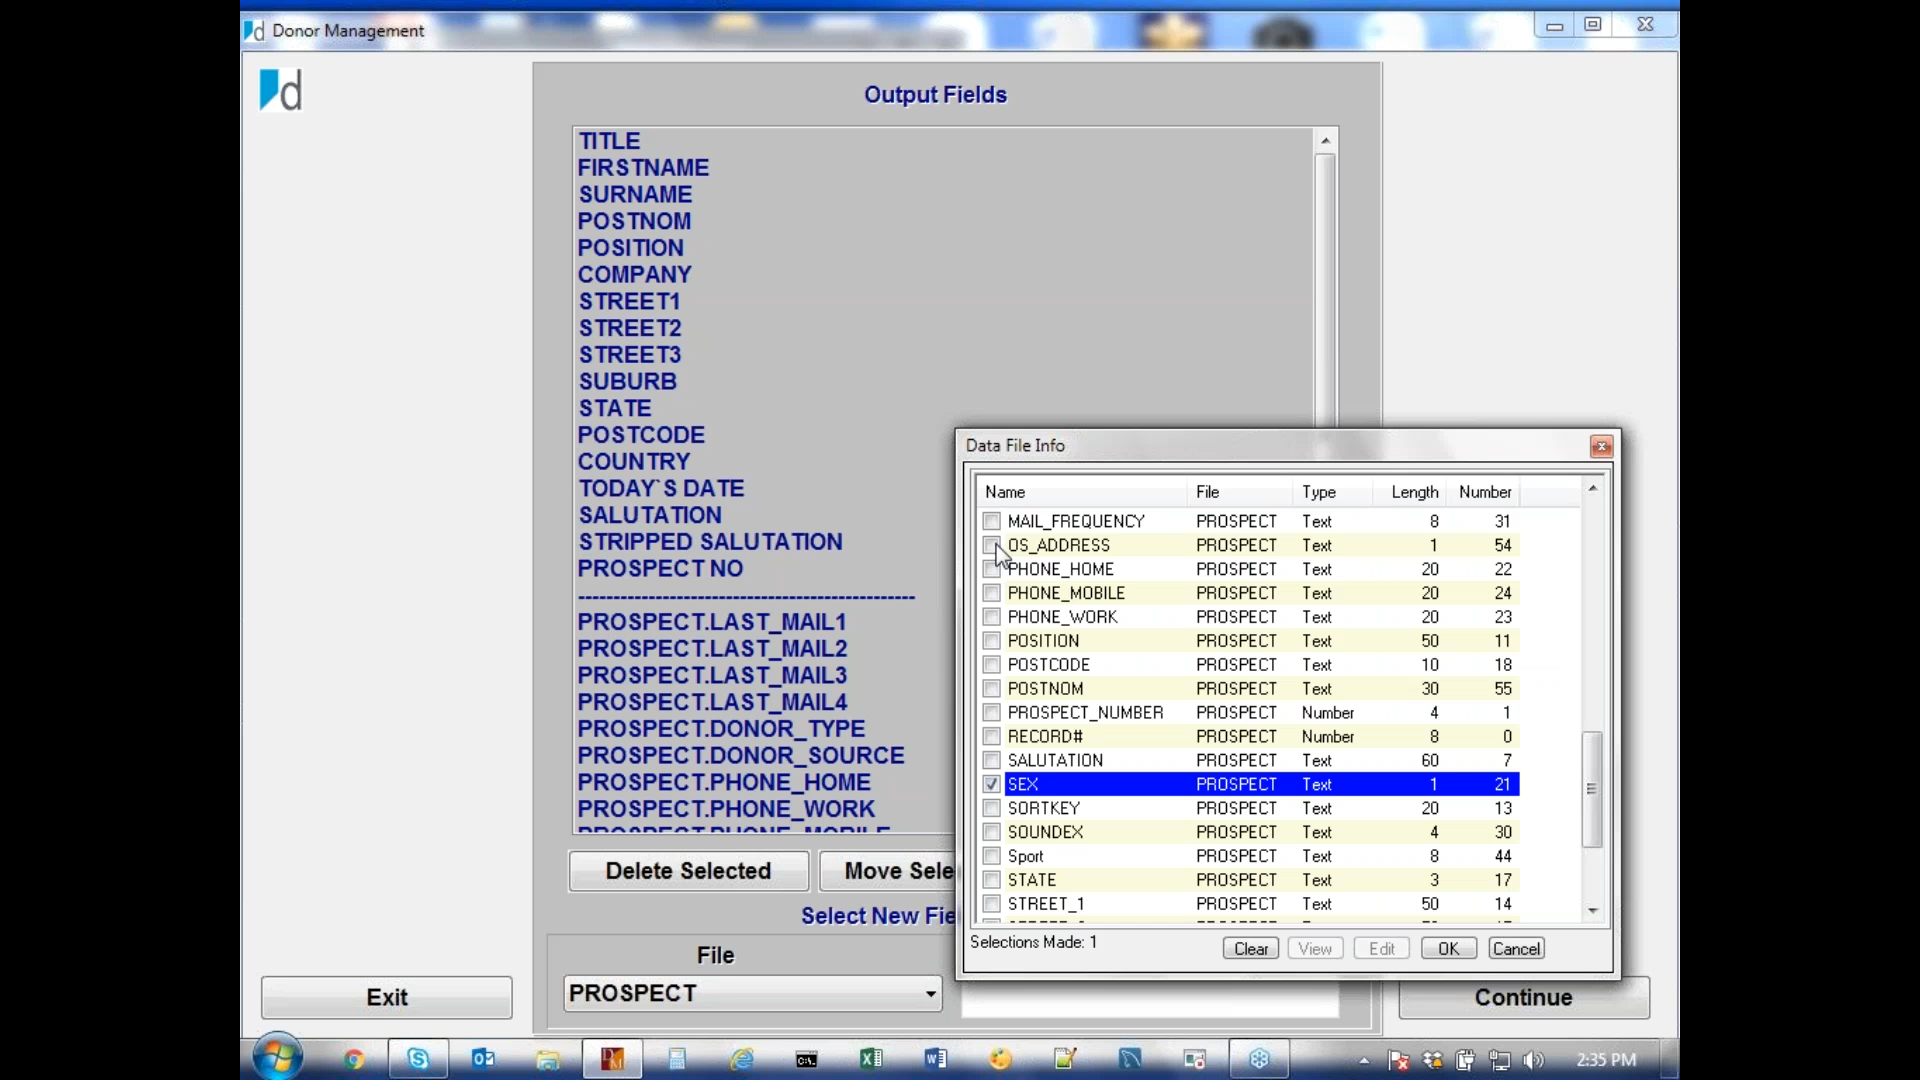 Donor Management
d
Output Fields
TITLE
FIRSTNAME
SURNAME
POSTNOM
POSITION
COMPANY
STREET1
STREET2
STREET3
SUBURB
STATE
POSTCODE
COUNTRY
TODAY`S DATE
SALUTATION
STRIPPED SALUTATION
PROSPECT NO
------------------------------------------------
PROSPECT.LAST_MAIL1
PROSPECT.LAST_MAIL2
PROSPECT.LAST_MAIL3
PROSPECT.LAST_MAIL4
PROSPECT.DONOR_TYPE
PROSPECT.DONOR_SOURCE
PROSPECT.PHONE_HOME
PROSPECT.PHONE_WORK
PROSPECT.PHONE_MOBILE
Delete Selected
Move Sele
Select New Fie
File
PROSPECT
Exit
Continue
Data File Info
Name File Type Length Number
MAIL_FREQUENCY PROSPECT Text 8 31
OS_ADDRESS PROSPECT Text 1 54
PHONE_HOME PROSPECT Text 20 22
PHONE_MOBILE PROSPECT Text 20 24
PHONE_WORK PROSPECT Text 20 23
POSITION PROSPECT Text 50 11
POSTCODE PROSPECT Text 10 18
POSTNOM PROSPECT Text 30 55
PROSPECT_NUMBER PROSPECT Number 4 1
RECORD# PROSPECT Number 8 0
SALUTATION PROSPECT Text 60 7
SEX PROSPECT Text 1 21
SORTKEY PROSPECT Text 20 13
SOUNDEX PROSPECT Text 4 30
Sport PROSPECT Text 8 44
STATE PROSPECT Text 3 17
STREET_1 PROSPECT Text 50 14
Selections Made: 1
Clear View Edit OK Cancel
2:35 PM